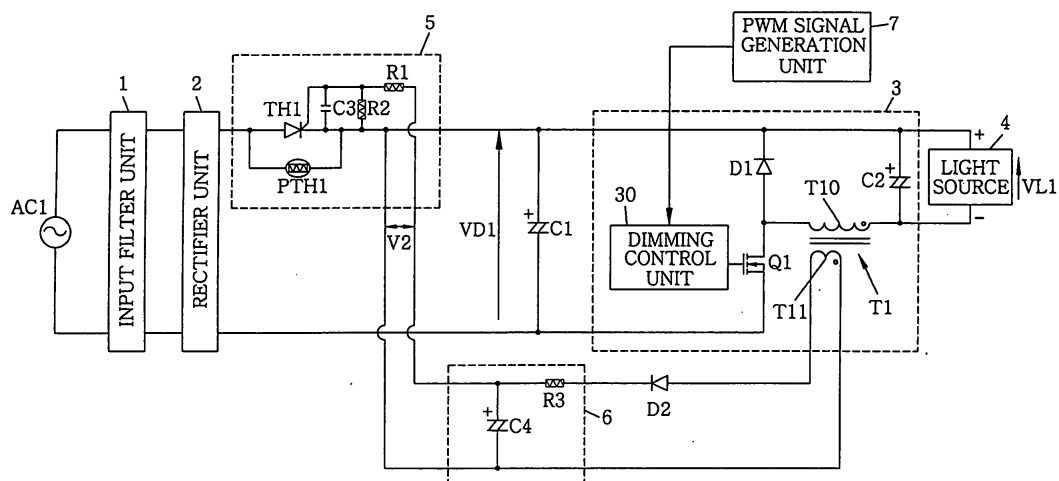 5
PWM SIGNAL
GENERATION
UNIT
7
R1
1
2
TH1
C3
R2
3
PTH1
+
4
D1
C2
+
LIGHT
SOURCE
VL1
−
T10
AC1
INPUT FILTER UNIT
RECTIFIER UNIT
V2
VD1
+
C1
30
DIMMING
CONTROL
UNIT
Q1
T11
T1
R3
D2
+
C4
6